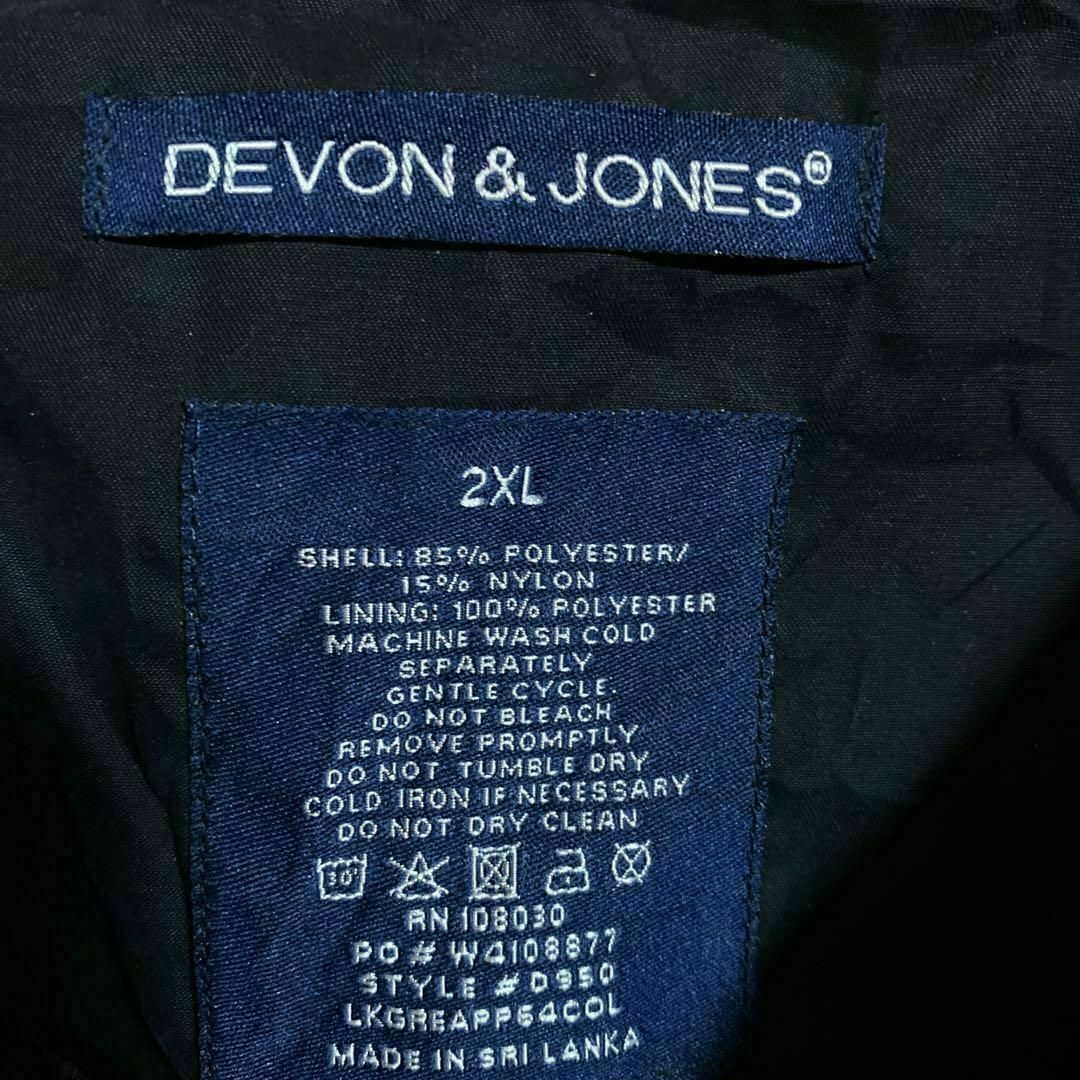 DEVON & JONES®
2XL
SHELL: 85% POLYESTER/
15% NYLON
LINING: 100% POLYESTER
MACHINE WASH COLD
SEPARATELY
GENTLE CYCLE.
DO NOT BLEACH
REMOVE PROMPTLY
DO NOT TUMBLE DRY
COLD IRON IF NECESSARY
DO NOT DRY CLEAN
30°
RN 108030
PO # W4108877
STYLE # D950
LKGREAPP64COL
MADE IN SRI LANKA